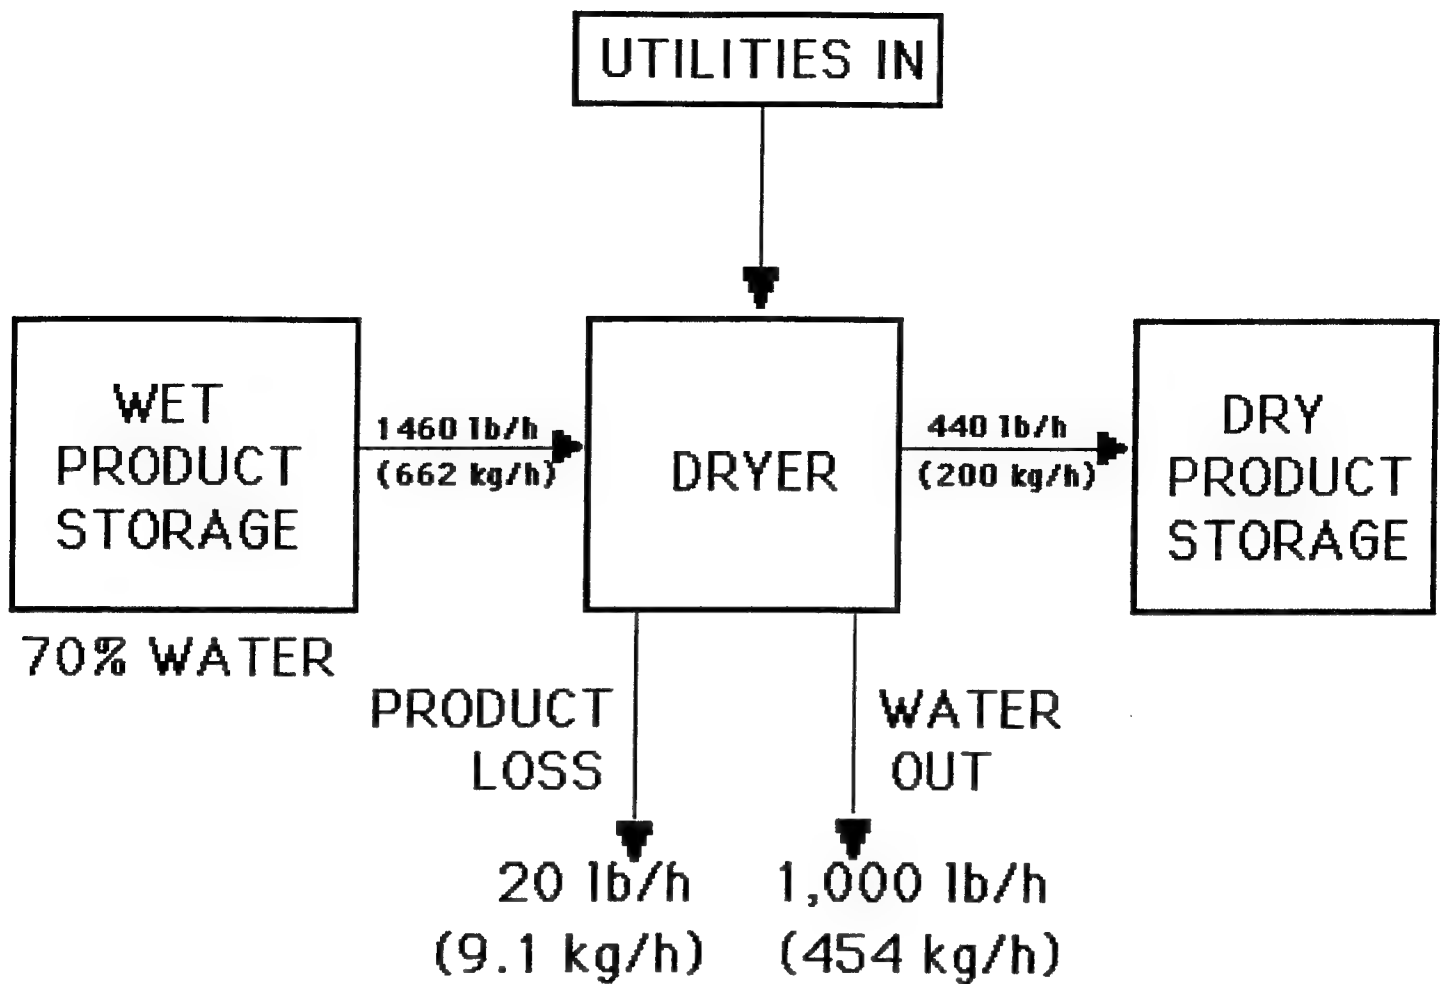 UTILITIES IN
WET
PRODUCT
STORAGE
1460 lb/h
(662 kg/h)
DRYER
440 lb/h
(200 kg/h)
DRY
PRODUCT
STORAGE
70% WATER
PRODUCT
LOSS
WATER
OUT
20 lb/h
(9.1 kg/h)
1,000 lb/h
(454 kg/h)